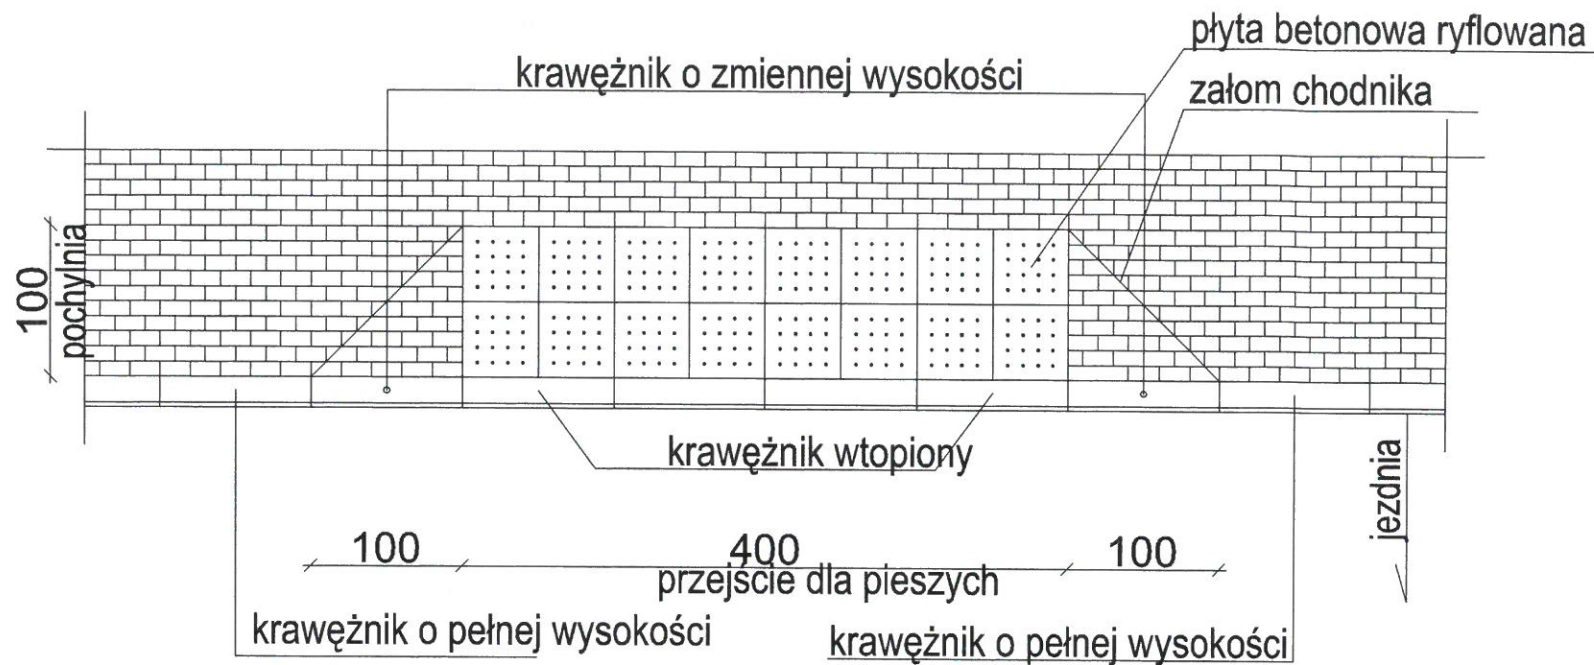 płyta betonowa ryflowana
krawężnik o zmiennej wysokości
załom chodnika
100
pochylnia
krawężnik wtopiony
jezdnia
100
400
100
przejście dla pieszych
krawężnik o pełnej wysokości
krawężnik o pełnej wysokości